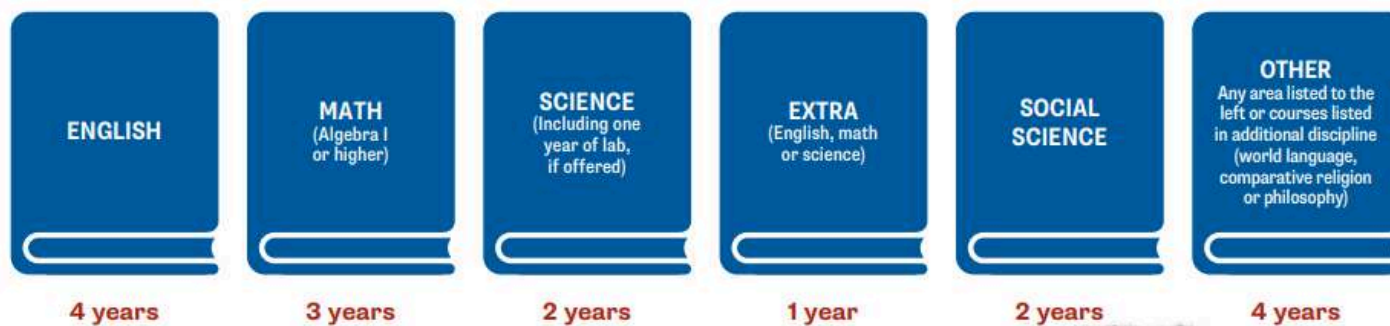 ENGLISH
4 years
MATH
(Algebra I
or higher)
3 years
SCIENCE
(Including one
year of lab,
if offered)
2 years
EXTRA
(English, math
or science)
1 year
SOCIAL
SCIENCE
2 years
OTHER
Any area listed to the
left or courses listed
in additional discipline
(world language,
comparative religion
or philosophy)
4 years